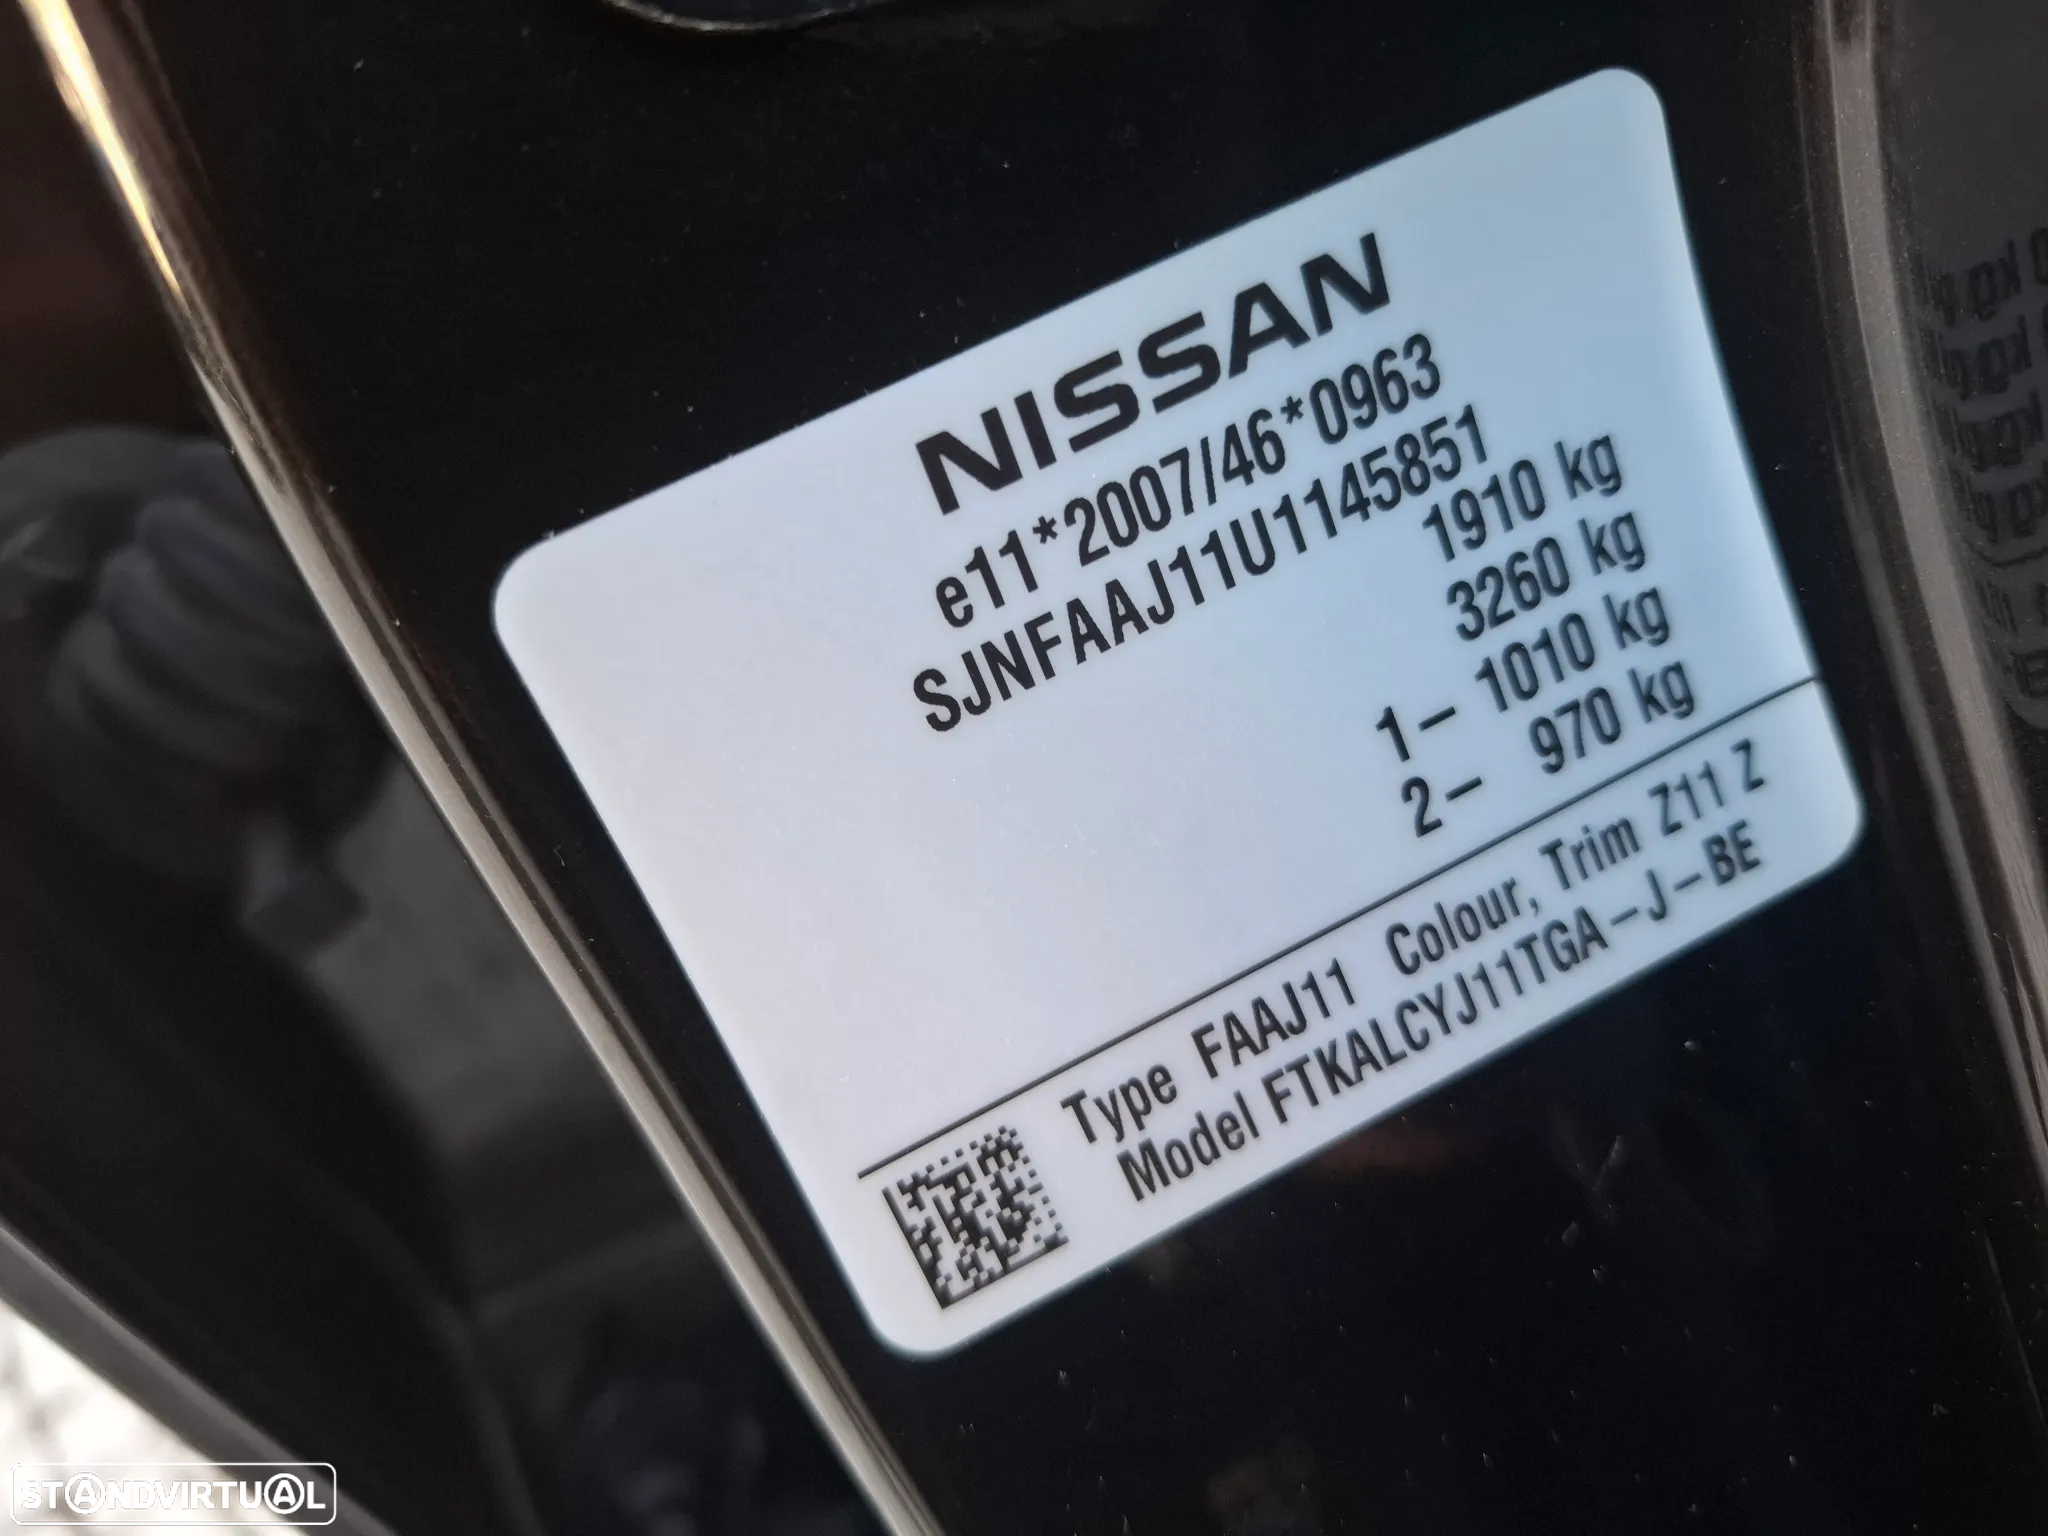 NISSAN
e11*2007/46*0963
SJNFAAJ11U1145851
1910 kg
3260 kg
1– 1010 kg
2– 970 kg
Type FAAJ11 Colour, Trim Z11 Z
Model FTKALCYJ11TGA–J–BE
STANDVIRTUAL